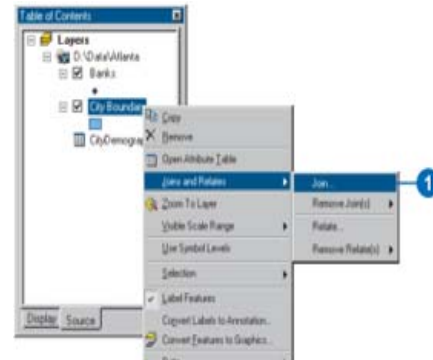 Table of Contents
Layers
D:\Data\Atlanta
Banks
City Boundary
CityDemograp
Copy
Remove
Open Attribute Table
Joins and Relates
Zoom To Layer
Visible Scale Range
Use Symbol Levels
Selection
Label Features
Convert Labels to Annotation...
Convert Features to Graphics...
Join...
Remove Join(s)
Relate...
Remove Relate(s)
1
Display
Source